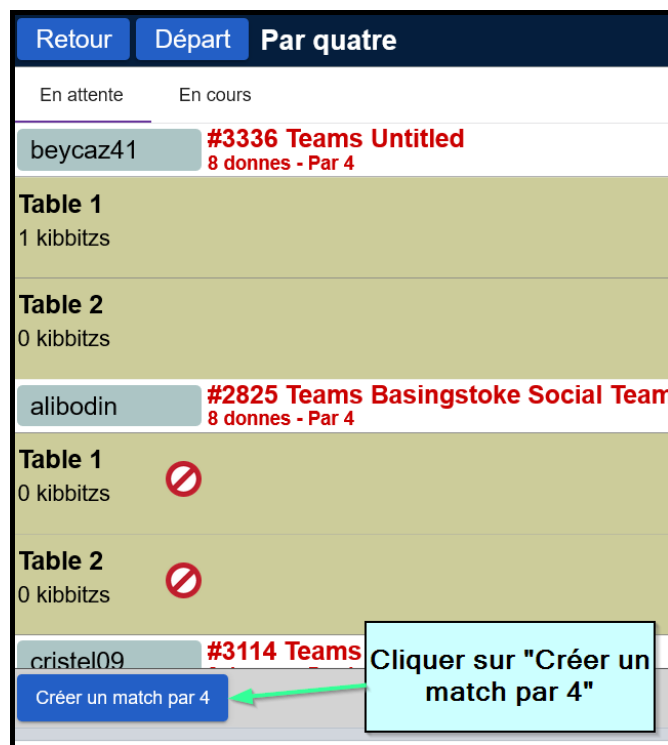 Retour Départ Par quatre
En attente En cours
beycaz41 #3336 Teams Untitled
8 donnes - Par 4
Table 1
1 kibbitzs
Table 2
0 kibbitzs
alibodin #2825 Teams Basingstoke Social Team
8 donnes - Par 4
Table 1
0 kibbitzs
Table 2
0 kibbitzs
cristel09 #3114 Teams
Créer un match par 4
Cliquer sur "Créer un
match par 4"